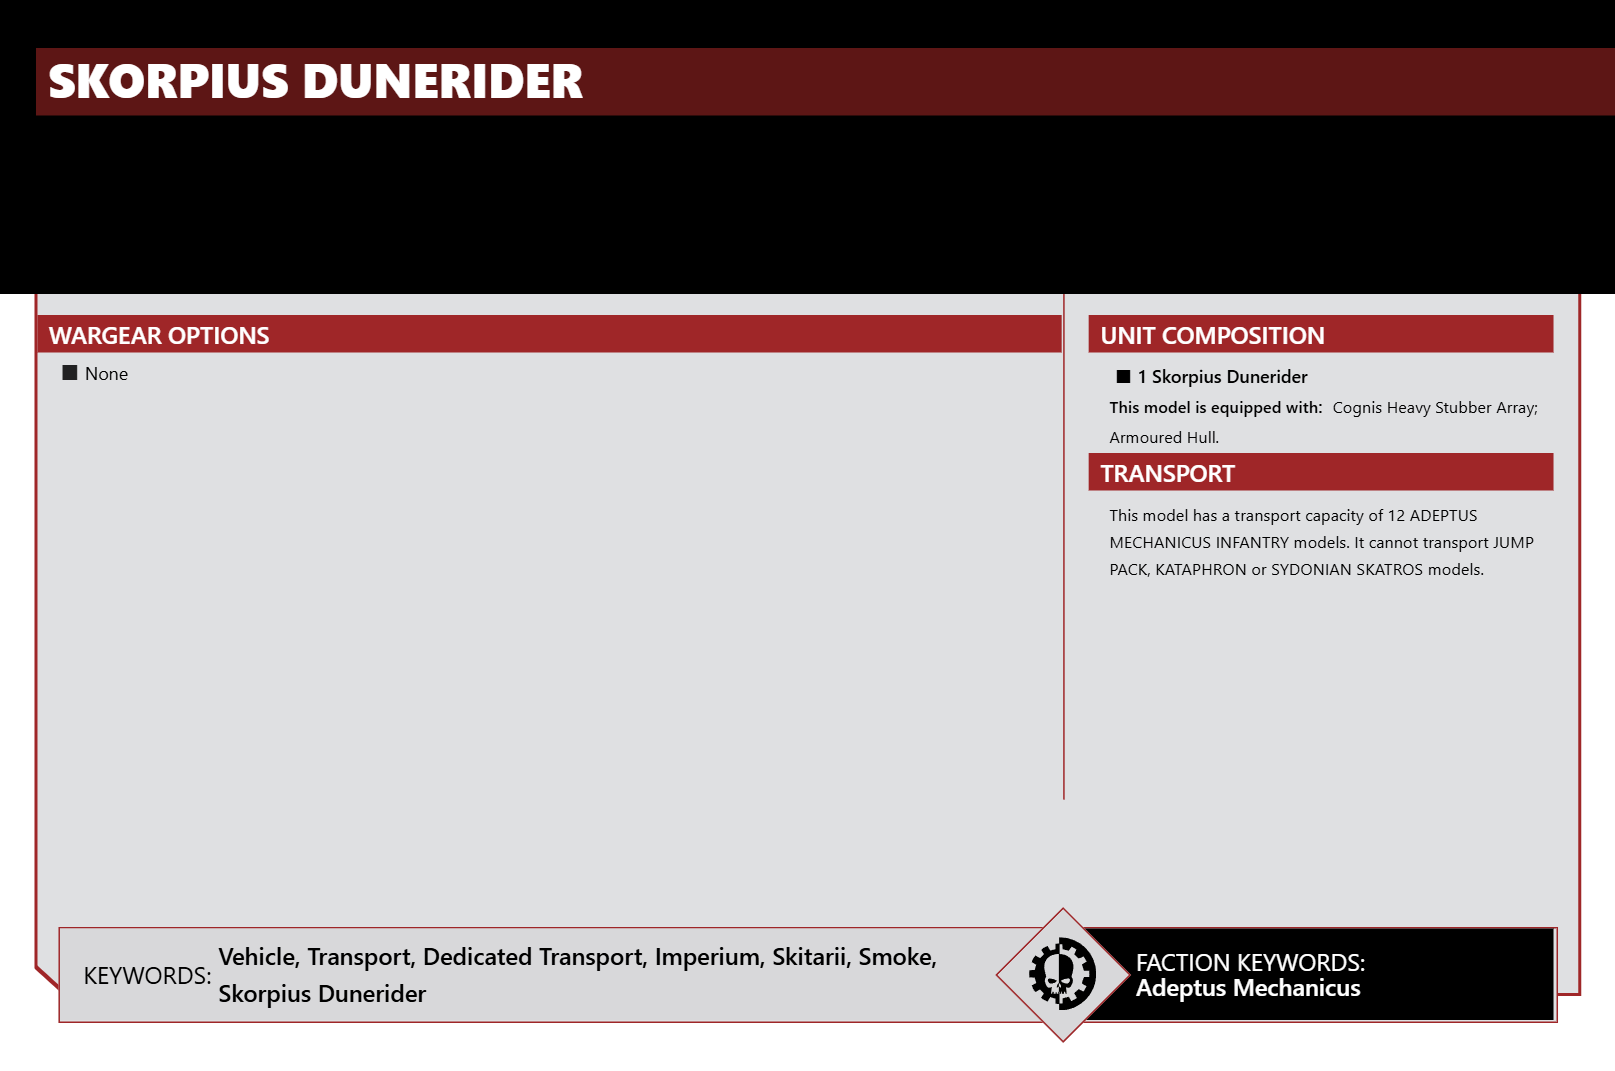 SKORPIUS DUNERIDER
WARGEAR OPTIONS
None
UNIT COMPOSITION
1 Skorpius Dunerider
This model is equipped with: Cognis Heavy Stubber Array;
Armoured Hull.
TRANSPORT
This model has a transport capacity of 12 ADEPTUS
MECHANICUS INFANTRY models. It cannot transport JUMP
PACK, KATAPHRON or SYDONIAN SKATROS models.
KEYWORDS: Vehicle, Transport, Dedicated Transport, Imperium, Skitarii, Smoke,
Skorpius Dunerider
FACTION KEYWORDS:
Adeptus Mechanicus